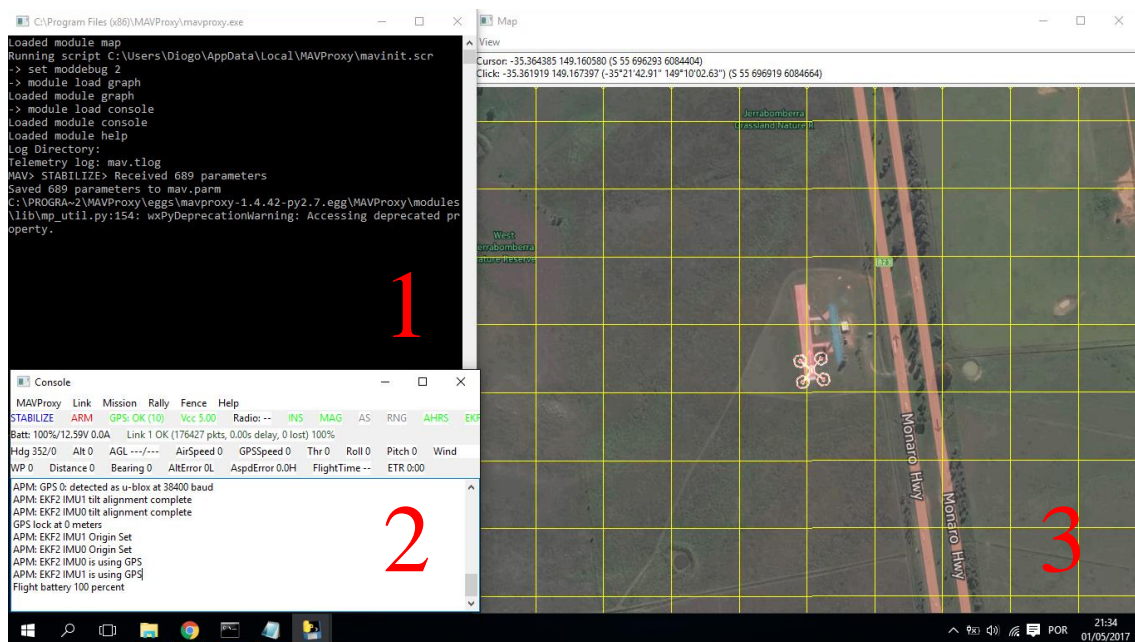 C:\Program Files (x86)\MAVProxy\mavproxy.exe
Loaded module map
Running script C:\Users\Diogo\AppData\Local\MAVProxy\mavinit.scr
-> set moddebug 2
-> module load graph
Loaded module graph
-> module load console
Loaded module console
Loaded module help
Log Directory:
Telemetry log: mav.tlog
MAV> STABILIZE> Received 689 parameters
Saved 689 parameters to mav.parm
C:\PROGRA~2\MAVProxy\eggs\mavproxy-1.4.42-py2.7.egg\MAVProxy\modules
\lib\mp_util.py:154: wxPyDeprecationWarning: Accessing deprecated pr
operty.
1
Console
MAVProxy Link Mission Rally Fence Help
STABILIZE ARM GPS: OK (10) Vcc 5.00 Radio: -- INS MAG AS RNG AHRS EKF
Batt: 100%/12.59V 0.0A Link 1 OK (176427 pkts, 0.00s delay, 0 lost) 100%
Hdg 352/0 Alt 0 AGL ---/--- AirSpeed 0 GPSSpeed 0 Thr 0 Roll 0 Pitch 0 Wind
WP 0 Distance 0 Bearing 0 AltError 0L AspdError 0.0H FlightTime -- ETR 0:00
APM: GPS 0: detected as u-blox at 38400 baud
APM: EKF2 IMU1 tilt alignment complete
APM: EKF2 IMU0 tilt alignment complete
GPS lock at 0 meters
APM: EKF2 IMU1 Origin Set
APM: EKF2 IMU0 Origin Set
APM: EKF2 IMU0 is using GPS
APM: EKF2 IMU1 is using GPS
Flight battery 100 percent
2
Map
View
Cursor: -35.364385 149.160580 (S 55 696293 6084404)
Click: -35.361919 149.167397 (-35°21'42.91" 149°10'02.63") (S 55 696919 6084664)
Jerrabomberra
Grassland Nature R
West
errabomberra
ature Reserve
B23
Monaro Hwy
Monaro Hwy
3
POR
21:34
01/05/2017